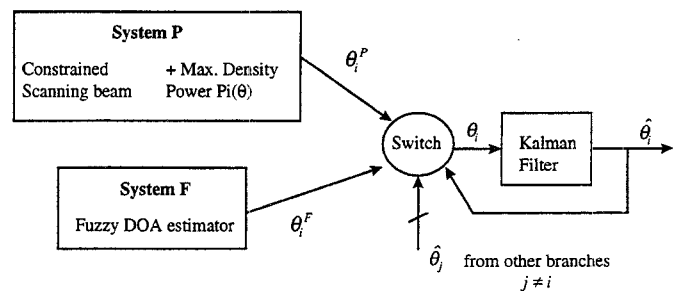 System P
Constrained + Max. Density
Scanning beam Power Pi(θ)
θ_i^P
Switch
θ_i
Kalman
Filter
θ̂_i
System F
Fuzzy DOA estimator
θ_i^F
θ̂_j from other branches
j ≠ i